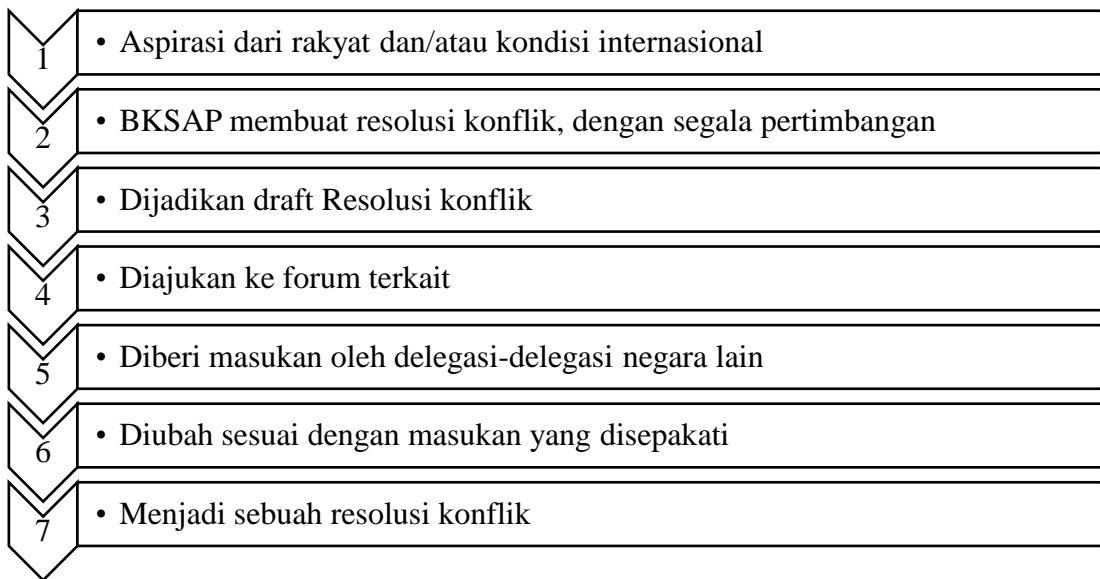 1
• Aspirasi dari rakyat dan/atau kondisi internasional
2
• BKSAP membuat resolusi konflik, dengan segala pertimbangan
3
• Dijadikan draft Resolusi konflik
4
• Diajukan ke forum terkait
5
• Diberi masukan oleh delegasi-delegasi negara lain
6
• Diubah sesuai dengan masukan yang disepakati
7
• Menjadi sebuah resolusi konflik